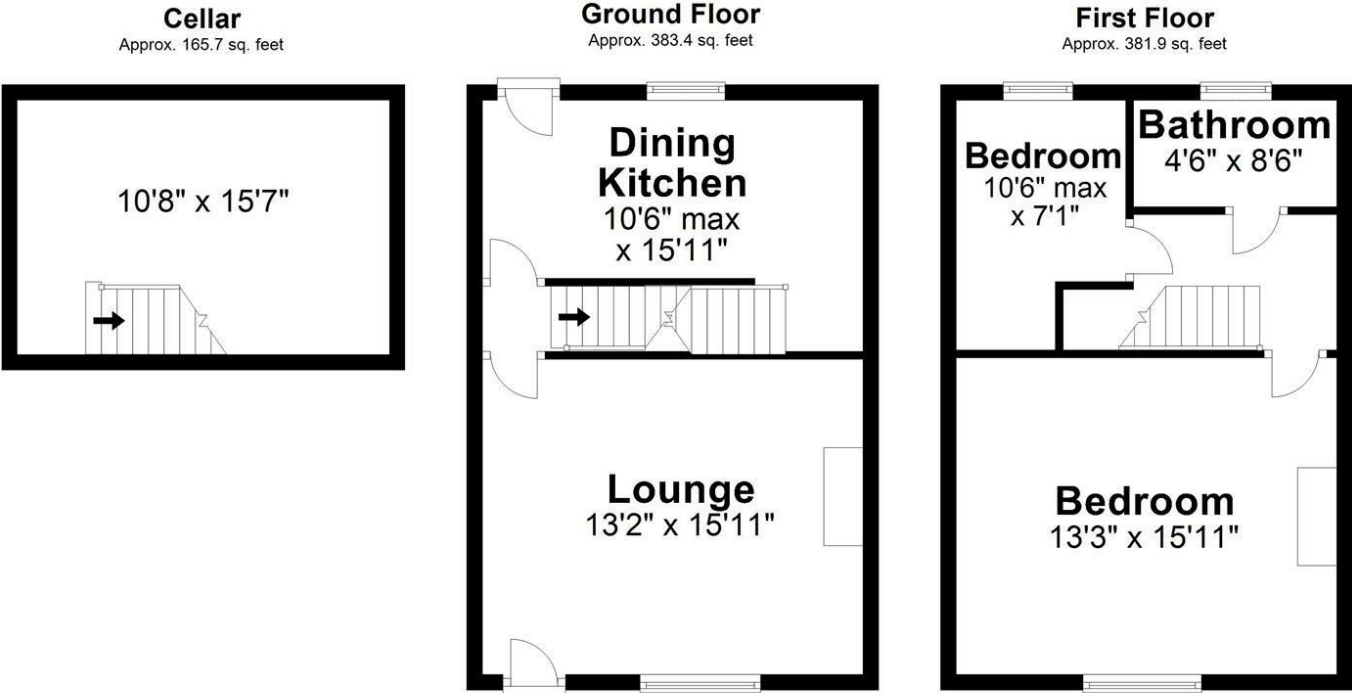 Cellar
Approx. 165.7 sq. feet
10'8" x 15'7"
Ground Floor
Approx. 383.4 sq. feet
Dining
Kitchen
10'6" max
x 15'11"
Lounge
13'2" x 15'11"
First Floor
Approx. 381.9 sq. feet
Bedroom
10'6" max
x 7'1"
Bathroom
4'6" x 8'6"
Bedroom
13'3" x 15'11"